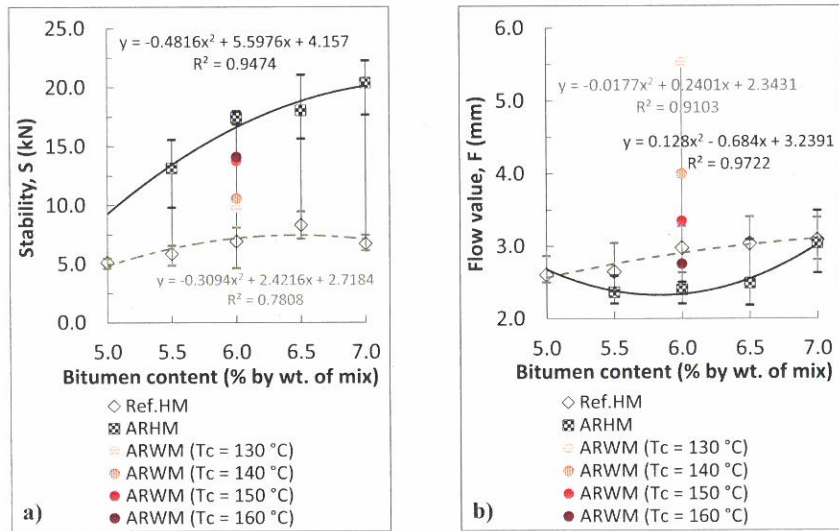 25.0
20.0
15.0
10.0
5.0
0.0
Stability, S (kN)
y = -0.4816x² + 5.5976x + 4.157
R² = 0.9474
y = -0.3094x² + 2.4216x + 2.7184
R² = 0.7808
5.0 5.5 6.0 6.5 7.0
Bitumen content (% by wt. of mix)
Ref.HM
ARHM
ARWM (Tc = 130 °C)
ARWM (Tc = 140 °C)
ARWM (Tc = 150 °C)
ARWM (Tc = 160 °C)
a)
6.0
5.0
4.0
3.0
2.0
Flow value, F (mm)
y = -0.0177x² + 0.2401x + 2.3431
R² = 0.9103
y = 0.128x² - 0.684x + 3.2391
R² = 0.9722
5.0 5.5 6.0 6.5 7.0
Bitumen content (% by wt. of mix)
Ref.HM
ARHM
ARWM (Tc = 130 °C)
ARWM (Tc = 140 °C)
ARWM (Tc = 150 °C)
ARWM (Tc = 160 °C)
b)